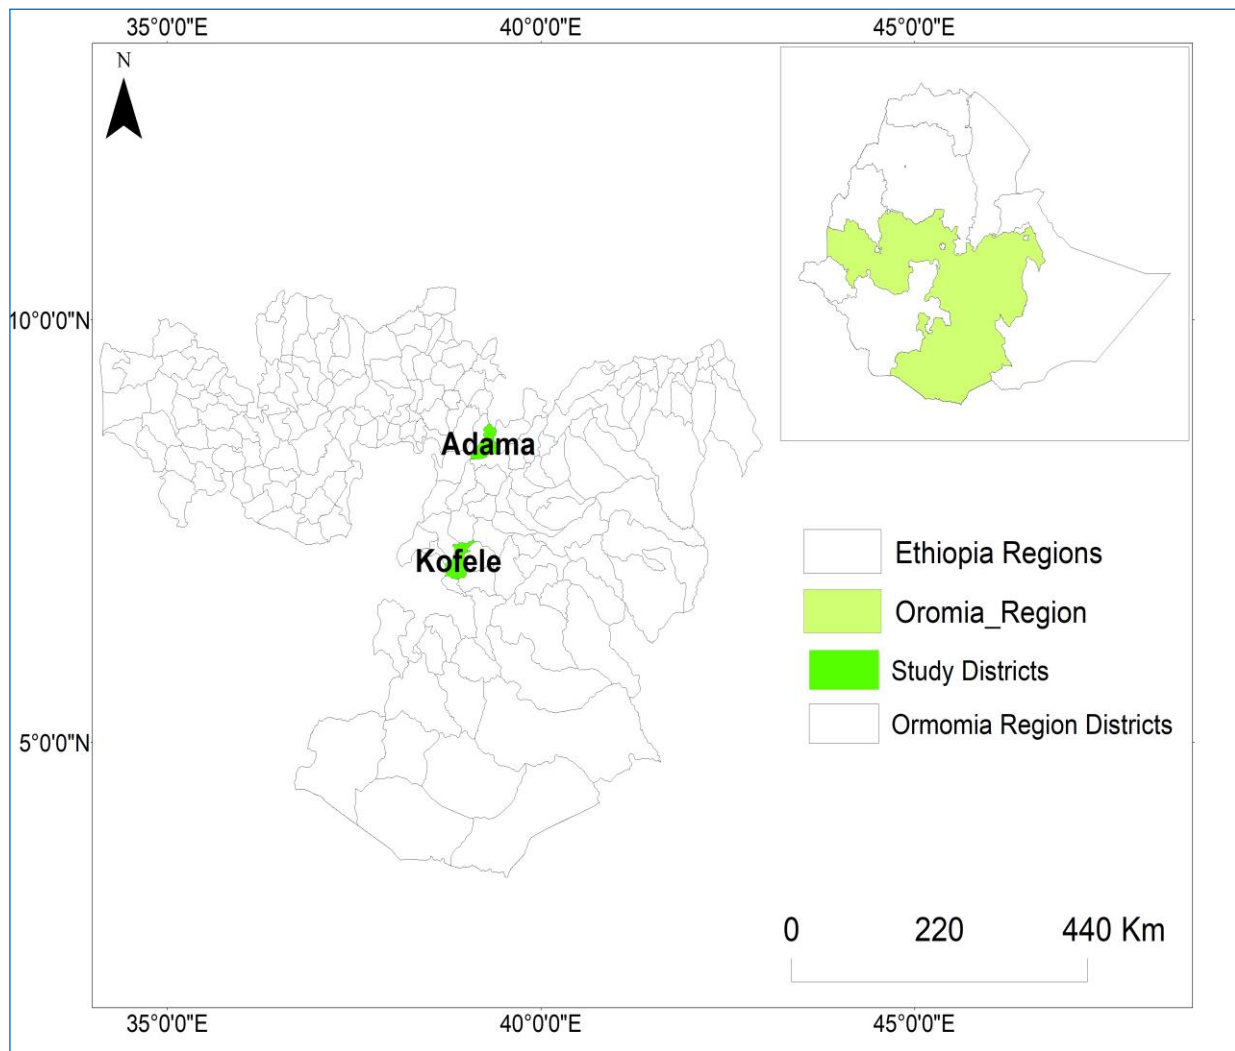 35°0'0"E 40°0'0"E 45°0'0"E
N
10°0'0"N
Adama
Kofele
Ethiopia Regions
Oromia_Region
Study Districts
Ormomia Region Districts
5°0'0"N
0 220 440 Km
35°0'0"E 40°0'0"E 45°0'0"E